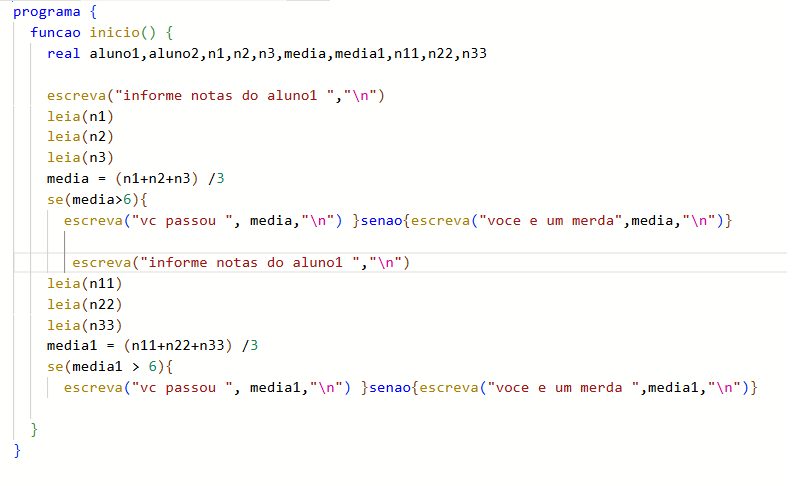 programa {
funcao inicio() {
real aluno1,aluno2,n1,n2,n3,media,media1,n11,n22,n33
escreva("informe notas do aluno1 ","\n")
leia(n1)
leia(n2)
leia(n3)
media = (n1+n2+n3) /3
se(media>6){
escreva("vc passou ", media,"\n") }senao{escreva("voce e um merda",media,"\n")}
escreva("informe notas do aluno1 ","\n")
leia(n11)
leia(n22)
leia(n33)
media1 = (n11+n22+n33) /3
se(media1 > 6){
escreva("vc passou ", media1,"\n") }senao{escreva("voce e um merda ",media1,"\n")}
}
}